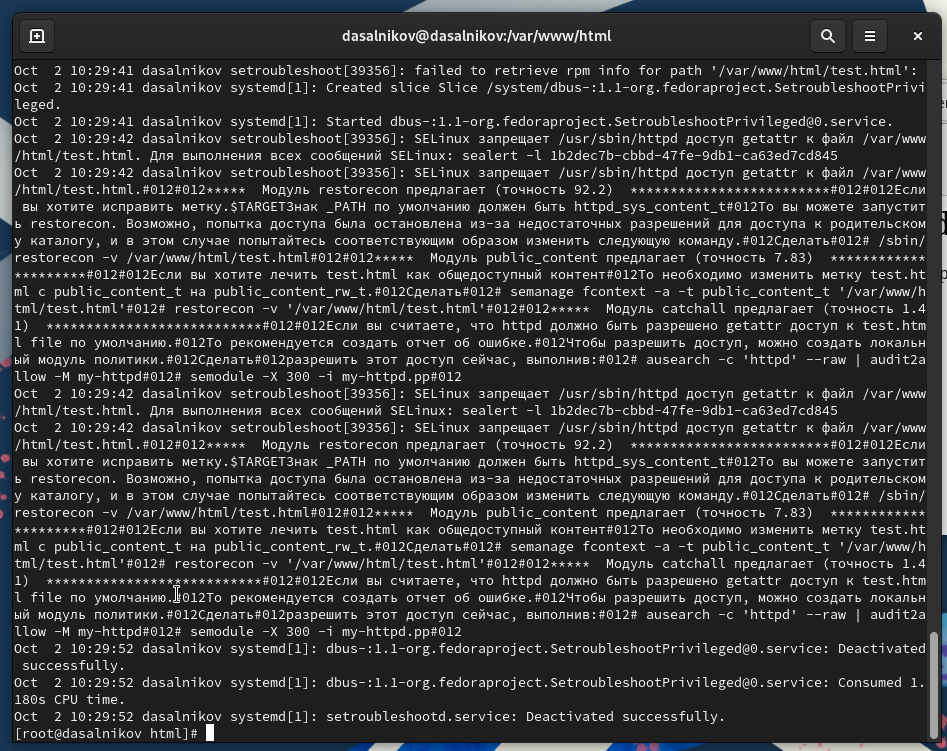 dasalnikov@dasalnikov:/var/www/html
Oct  2 10:29:41 dasalnikov setroubleshoot[39356]: failed to retrieve rpm info for path '/var/www/html/test.html':
Oct  2 10:29:41 dasalnikov systemd[1]: Created slice Slice /system/dbus-:1.1-org.fedoraproject.SetroubleshootPrivi
leged.
Oct  2 10:29:41 dasalnikov systemd[1]: Started dbus-:1.1-org.fedoraproject.SetroubleshootPrivileged@0.service.
Oct  2 10:29:42 dasalnikov setroubleshoot[39356]: SELinux запрещает /usr/sbin/httpd доступ getattr к файл /var/www
/html/test.html. Для выполнения всех сообщений SELinux: sealert -l 1b2dec7b-cbbd-47fe-9db1-ca63ed7cd845
Oct  2 10:29:42 dasalnikov setroubleshoot[39356]: SELinux запрещает /usr/sbin/httpd доступ getattr к файл /var/www
/html/test.html.#012#012*****  Модуль restorecon предлагает (точность 92.2)  *************************#012#012Если
 вы хотите исправить метку.$TARGETЗнак _PATH по умолчанию должен быть httpd_sys_content_t#012То вы можете запустит
ь restorecon. Возможно, попытка доступа была остановлена из-за недостаточных разрешений для доступа к родительском
у каталогу, и в этом случае попытайтесь соответствующим образом изменить следующую команду.#012Сделать#012# /sbin/
restorecon -v /var/www/html/test.html#012#012*****  Модуль public_content предлагает (точность 7.83)  ************
*********#012#012Если вы хотите лечить test.html как общедоступный контент#012То необходимо изменить метку test.ht
ml с public_content_t на public_content_rw_t.#012Сделать#012# semanage fcontext -a -t public_content_t '/var/www/h
tml/test.html'#012# restorecon -v '/var/www/html/test.html'#012#012*****  Модуль catchall предлагает (точность 1.4
1)  **************************#012#012Если вы считаете, что httpd должно быть разрешено getattr доступ к test.htm
l file по умолчанию.#012То рекомендуется создать отчет об ошибке.#012Чтобы разрешить доступ, можно создать локальн
ый модуль политики.#012Сделать#012разрешить этот доступ сейчас, выполнив:#012# ausearch -c 'httpd' --raw | audit2a
llow -M my-httpd#012# semodule -X 300 -i my-httpd.pp#012
Oct  2 10:29:42 dasalnikov setroubleshoot[39356]: SELinux запрещает /usr/sbin/httpd доступ getattr к файл /var/www
/html/test.html. Для выполнения всех сообщений SELinux: sealert -l 1b2dec7b-cbbd-47fe-9db1-ca63ed7cd845
Oct  2 10:29:42 dasalnikov setroubleshoot[39356]: SELinux запрещает /usr/sbin/httpd доступ getattr к файл /var/www
/html/test.html.#012#012*****  Модуль restorecon предлагает (точность 92.2)  *************************#012#012Если
 вы хотите исправить метку.$TARGETЗнак _PATH по умолчанию должен быть httpd_sys_content_t#012То вы можете запустит
ь restorecon. Возможно, попытка доступа была остановлена из-за недостаточных разрешений для доступа к родительском
у каталогу, и в этом случае попытайтесь соответствующим образом изменить следующую команду.#012Сделать#012# /sbin/
restorecon -v /var/www/html/test.html#012#012*****  Модуль public_content предлагает (точность 7.83)  ************
*********#012#012Если вы хотите лечить test.html как общедоступный контент#012То необходимо изменить метку test.ht
ml с public_content_t на public_content_rw_t.#012Сделать#012# semanage fcontext -a -t public_content_t '/var/www/h
tml/test.html'#012# restorecon -v '/var/www/html/test.html'#012#012*****  Модуль catchall предлагает (точность 1.4
1)  **************************#012#012Если вы считаете, что httpd должно быть разрешено getattr доступ к test.htm
l file по умолчанию.#012То рекомендуется создать отчет об ошибке.#012Чтобы разрешить доступ, можно создать локальн
ый модуль политики.#012Сделать#012разрешить этот доступ сейчас, выполнив:#012# ausearch -c 'httpd' --raw | audit2a
llow -M my-httpd#012# semodule -X 300 -i my-httpd.pp#012
Oct  2 10:29:52 dasalnikov systemd[1]: dbus-:1.1-org.fedoraproject.SetroubleshootPrivileged@0.service: Deactivated
 successfully.
Oct  2 10:29:52 dasalnikov systemd[1]: dbus-:1.1-org.fedoraproject.SetroubleshootPrivileged@0.service: Consumed 1.
180s CPU time.
Oct  2 10:29:52 dasalnikov systemd[1]: setroubleshootd.service: Deactivated successfully.
[root@dasalnikov html]#